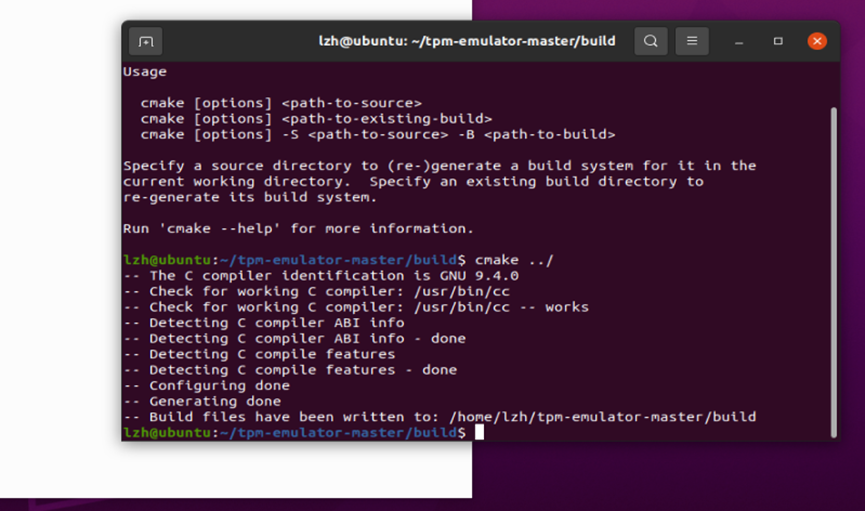 lzh@ubuntu: ~/tpm-emulator-master/build
Usage
cmake [options] <path-to-source>
cmake [options] <path-to-existing-build>
cmake [options] -S <path-to-source> -B <path-to-build>
Specify a source directory to (re-)generate a build system for it in the
current working directory.  Specify an existing build directory to
re-generate its build system.
Run 'cmake --help' for more information.
lzh@ubuntu:~/tpm-emulator-master/build$ cmake ../
-- The C compiler identification is GNU 9.4.0
-- Check for working C compiler: /usr/bin/cc
-- Check for working C compiler: /usr/bin/cc -- works
-- Detecting C compiler ABI info
-- Detecting C compiler ABI info - done
-- Detecting C compile features
-- Detecting C compile features - done
-- Configuring done
-- Generating done
-- Build files have been written to: /home/lzh/tpm-emulator-master/build
lzh@ubuntu:~/tpm-emulator-master/build$